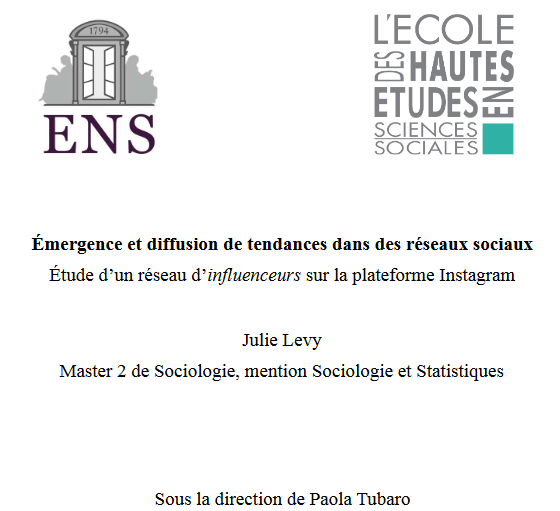 1794
ENS
L'ECOLE
DES HAUTES
ETUDES EN
SCIENCES
SOCIALES
Émergence et diffusion de tendances dans des réseaux sociaux
Étude d’un réseau d’influenceurs sur la plateforme Instagram
Julie Levy
Master 2 de Sociologie, mention Sociologie et Statistiques
Sous la direction de Paola Tubaro